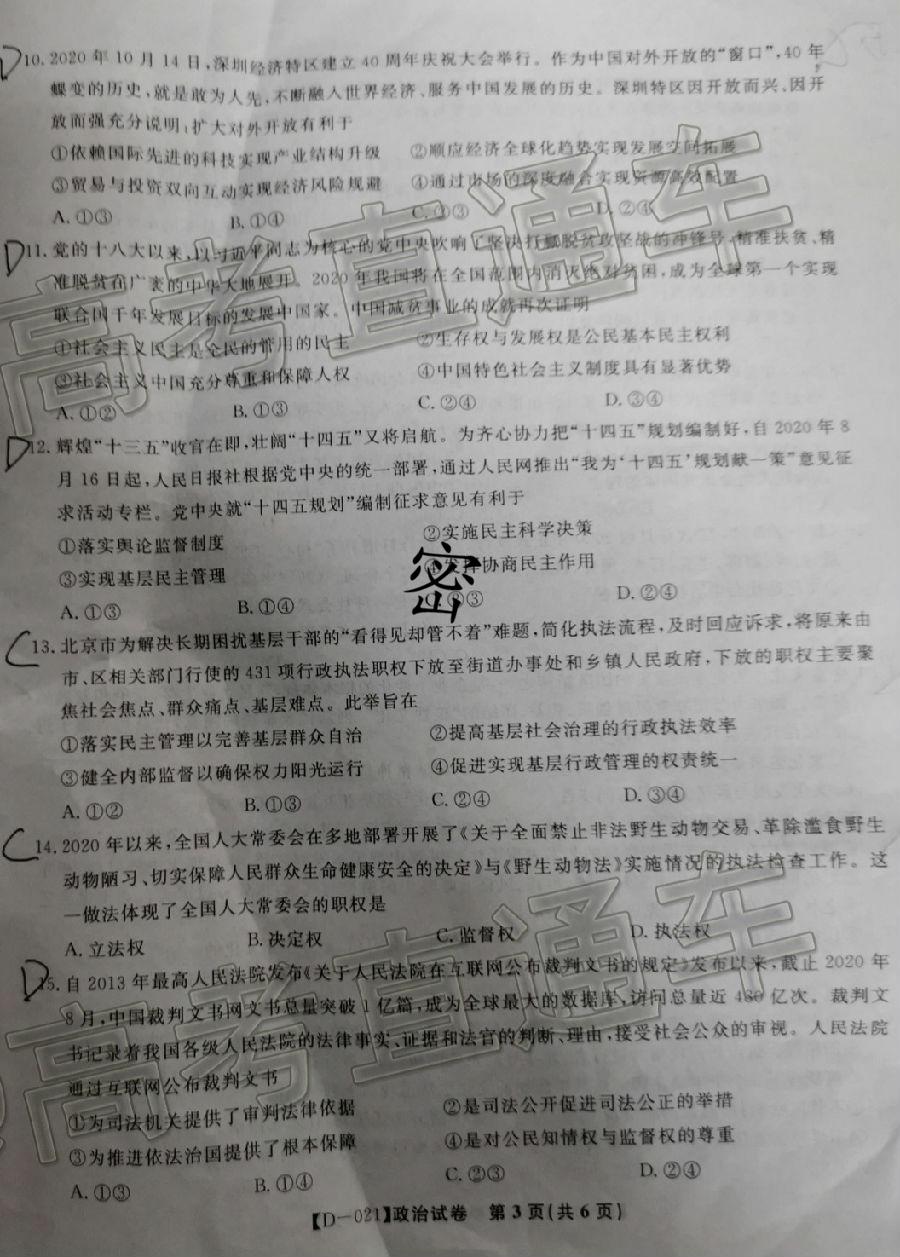 10. 2020 年 10 月 14 日，深圳经济特区建立 40 周年庆祝大会举行。作为中国对外开放的“窗口”，40 年
蝶变的历史，就是敢为人先，不断融入世界经济、服务中国发展的历史。深圳特区因开放而兴、因开
放而强充分说明，扩大对外开放有利于
①依赖国际先进的科技实现产业结构升级 ②顺应经济全球化趋势实现发展空间拓展
③贸易与投资双向互动实现经济风险规避 ④通过市场的深度融合实现资源高效配置
A. ①③ B. ①④ C. ②③ D. ②④
11. 党的十八大以来，以习近平同志为核心的党中央吹响了坚决打赢脱贫攻坚战的冲锋号，精准扶贫、精
准脱贫在广袤的中华大地展开。2020 年我国将在全国范围内消灭绝对贫困，成为全球第一个实现
联合国千年发展目标的发展中国家。中国减贫事业的成就再次证明
①社会主义民主是全民的管用的民主 ②生存权与发展权是公民基本民主权利
③社会主义中国充分尊重和保障人权 ④中国特色社会主义制度具有显著优势
A. ①② B. ①③ C. ②④ D. ③④
12. 辉煌“十三五”收官在即，壮阔“十四五”又将启航。为齐心协力把“十四五”规划编制好，自 2020 年 8
月 16 日起，人民日报社根据党中央的统一部署，通过人民网推出“我为‘十四五’规划献一策”意见征
求活动专栏。党中央就“十四五规划”编制征求意见有利于
①落实舆论监督制度 ②实施民主科学决策
③实现基层民主管理 ④发挥协商民主作用
A. ①③ B. ①④ ②③ D. ②④
密
13. 北京市为解决长期困扰基层干部的“看得见却管不着”难题，简化执法流程，及时回应诉求，将原来由
市、区相关部门行使的 431 项行政执法职权下放至街道办事处和乡镇人民政府，下放的职权主要聚
焦社会焦点、群众痛点、基层难点。此举旨在
①落实民主管理以完善基层群众自治 ②提高基层社会治理的行政执法效率
③健全内部监督以确保权力阳光运行 ④促进实现基层行政管理的权责统一
A. ①② B. ①③ C. ②④ D. ③④
14. 2020 年以来，全国人大常委会在多地部署开展了《关于全面禁止非法野生动物交易、革除滥食野生
动物陋习、切实保障人民群众生命健康安全的决定》与《野生动物法》实施情况的执法检查工作。这
一做法体现了全国人大常委会的职权是
A. 立法权 B. 决定权 C. 监督权 D. 执法权
15. 自 2013 年最高人民法院发布《关于人民法院在互联网公布裁判文书的规定》发布以来，截止 2020 年
8 月，中国裁判文书网文书总量突破 1 亿篇，成为全球最大的数据库，访问总量近 480 亿次。裁判文
书记录着我国各级人民法院的法律事实、证据和法官的判断、理由，接受社会公众的审视。人民法院
通过互联网公布裁判文书
①为司法机关提供了审判法律依据 ②是司法公开促进司法公正的举措
③为推进依法治国提供了根本保障 ④是对公民知情权与监督权的尊重
A. ①③ B. ①④ C. ②③ D. ②④
【D－021】政治试卷 第 3 页(共 6 页)
D
D
D
C
C
D
高考直通车
高考直通车